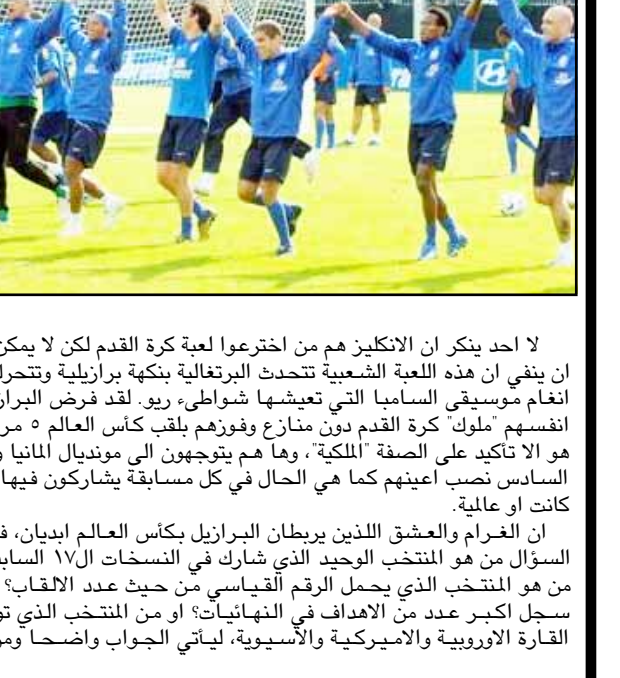 لا احد ينكر ان الانكليز هم من اخترعوا لعبة كرة القدم لكن لا يمكن
ان ينفي ان هذه اللعبة الشعبية تتحدث البرتغالية بنكهة برازيلية وتتحرك
انغام موسيقى السامبا التي تعيشها شواطىء ريو. لقد فرض
انفسهم "ملوك" كرة القدم دون منازع وفوزهم بلقب كأس العالم ٥
هو الا تأكيد على الصفة "الملكية"، وها هم يتوجهون الى مونديال المانيا
السادس نصب اعينهم كما هي الحال في كل مسابقة يشاركون فيها
كانت او عالمية.
ان الغرام والعشق اللذين يربطان البرازيل بكأس العالم ابديان،
السؤال من هو المنتخب الوحيد الذي شارك في النسخات ال١٧
من هو المنتخب الذي يحمل الرقم القياسي من حيث عدد الالقاب؟
سجل اكبر عدد من الاهداف في النهائيات؟ او من المنتخب الذي
القارة الاوروبية والاميركية والآسيوية، ليأتي الجواب واضحا